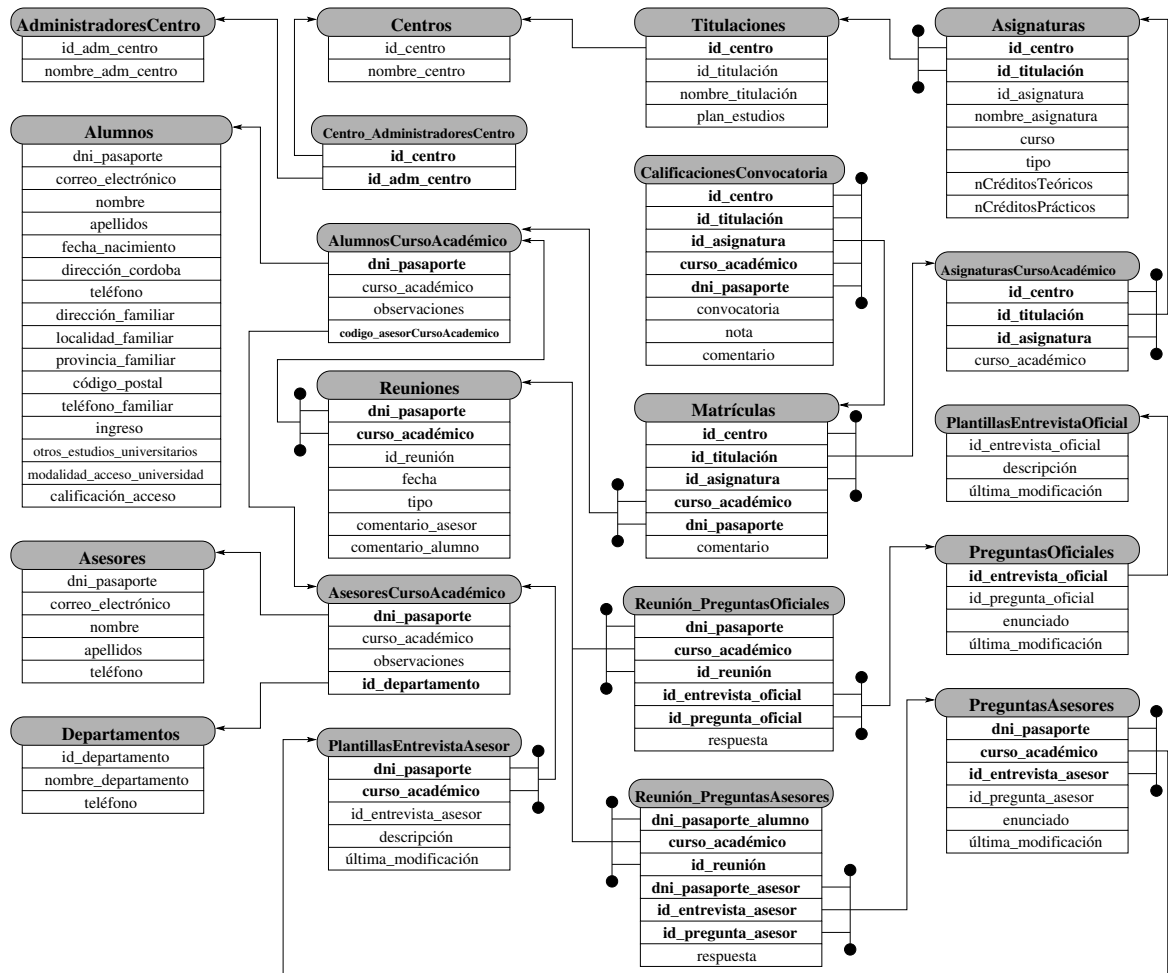 AdministradoresCentro
id_adm_centro
nombre_adm_centro
Centros
id_centro
nombre_centro
Titulaciones
id_centro
id_titulación
nombre_titulación
plan_estudios
Asignaturas
id_centro
id_titulación
id_asignatura
nombre_asignatura
curso
tipo
nCréditosTeóricos
nCréditosPrácticos
Alumnos
dni_pasaporte
correo_electrónico
nombre
apellidos
fecha_nacimiento
dirección_cordoba
teléfono
dirección_familiar
localidad_familiar
provincia_familiar
código_postal
teléfono_familiar
ingreso
otros_estudios_universitarios
modalidad_acceso_universidad
calificación_acceso
Centro_AdministradoresCentro
id_centro
id_adm_centro
CalificacionesConvocatoria
id_centro
id_titulación
id_asignatura
curso_académico
dni_pasaporte
convocatoria
nota
comentario
AlumnosCursoAcadémico
dni_pasaporte
curso_académico
observaciones
codigo_asesorCursoAcademico
AsignaturasCursoAcadémico
id_centro
id_titulación
id_asignatura
curso_académico
Reuniones
dni_pasaporte
curso_académico
id_reunión
fecha
tipo
comentario_asesor
comentario_alumno
Matrículas
id_centro
id_titulación
id_asignatura
curso_académico
dni_pasaporte
comentario
PlantillasEntrevistaOficial
id_entrevista_oficial
descripción
última_modificación
Asesores
dni_pasaporte
correo_electrónico
nombre
apellidos
teléfono
AsesoresCursoAcadémico
dni_pasaporte
curso_académico
observaciones
id_departamento
Reunión_PreguntasOficiales
dni_pasaporte
curso_académico
id_reunión
id_entrevista_oficial
id_pregunta_oficial
respuesta
PreguntasOficiales
id_entrevista_oficial
id_pregunta_oficial
enunciado
última_modificación
Departamentos
id_departamento
nombre_departamento
teléfono
PlantillasEntrevistaAsesor
dni_pasaporte
curso_académico
id_entrevista_asesor
descripción
última_modificación
Reunión_PreguntasAsesores
dni_pasaporte_alumno
curso_académico
id_reunión
dni_pasaporte_asesor
id_entrevista_asesor
id_pregunta_asesor
respuesta
PreguntasAsesores
dni_pasaporte
curso_académico
id_entrevista_asesor
id_pregunta_asesor
enunciado
última_modificación